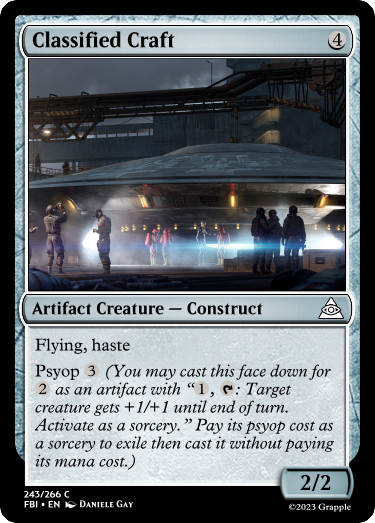 Classified Craft 4
Artifact Creature — Construct
Flying, haste
Psyop 3 (You may cast this face down for
2 as an artifact with “1, : Target
creature gets +1/+1 until end of turn.
Activate as a sorcery.” Pay its psyop cost as
a sorcery to exile then cast it without paying
its mana cost.)
2/2
243/266 C
FBI • EN Daniele Gay
©2023 Grapple